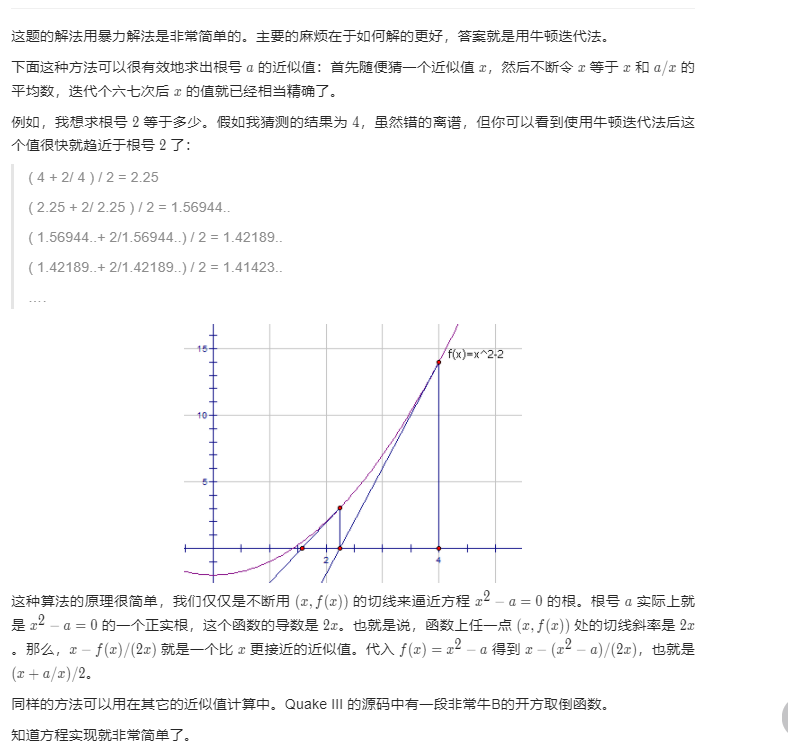 这题的解法用暴力解法是非常简单的。主要的麻烦在于如何解的更好，答案就是用牛顿迭代法。
下面这种方法可以很有效地求出根号 a 的近似值：首先随便猜一个近似值 x，然后不断令 x 等于 x 和 a/x 的
平均数，迭代个六七次后 x 的值就已经相当精确了。
例如，我想求根号 2 等于多少。假如我猜测的结果为 4，虽然错的离谱，但你可以看到使用牛顿迭代法后这
个值很快就趋近于根号 2 了：
( 4 + 2/ 4 ) / 2 = 2.25
( 2.25 + 2/ 2.25 ) / 2 = 1.56944..
( 1.56944..+ 2/1.56944..) / 2 = 1.42189..
( 1.42189..+ 2/1.42189..) / 2 = 1.41423..
….
15
f(x)=x^2-2
10
5
2 4
这种算法的原理很简单，我们仅仅是不断用 (x, f(x)) 的切线来逼近方程 x² − a = 0 的根。根号 a 实际上就
是 x² − a = 0 的一个正实根，这个函数的导数是 2x。也就是说，函数上任一点 (x, f(x)) 处的切线斜率是 2x
。那么，x − f(x)/(2x) 就是一个比 x 更接近的近似值。代入 f(x) = x² − a 得到 x − (x² − a)/(2x)，也就是
(x + a/x)/2。
同样的方法可以用在其它的近似值计算中。Quake III 的源码中有一段非常牛B的开方取倒函数。
知道方程实现就非常简单了。